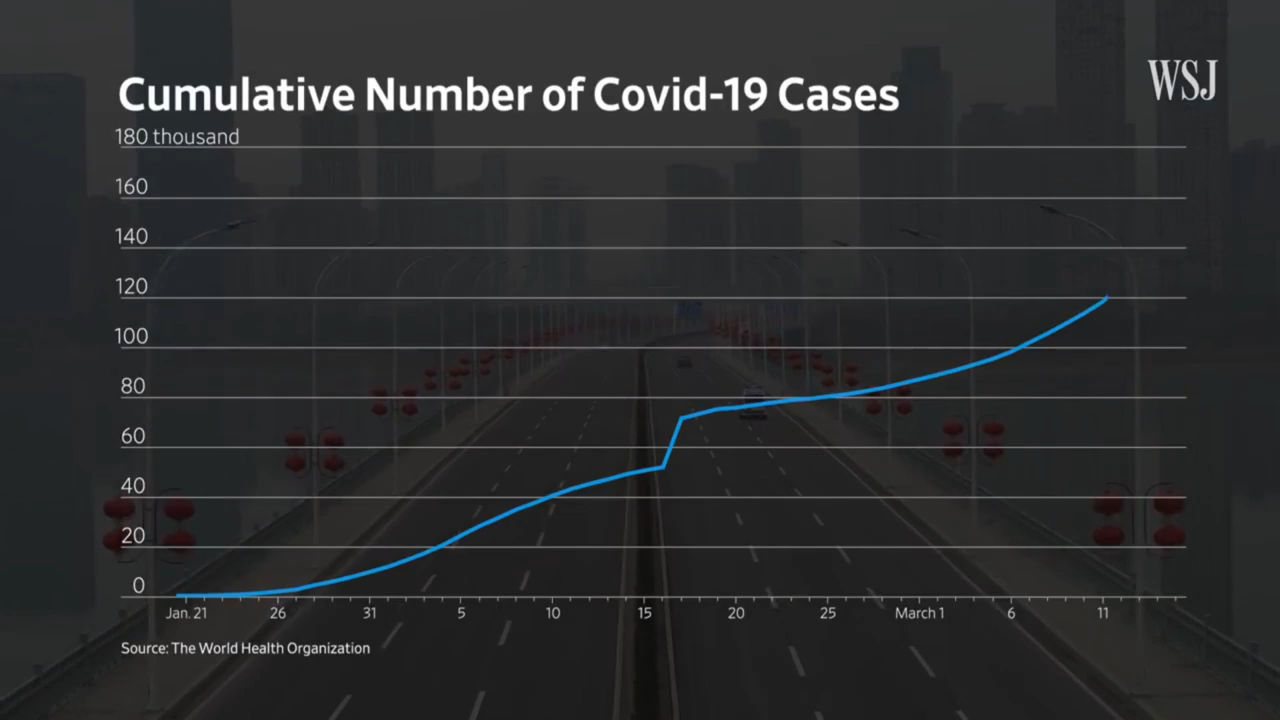 Cumulative Number of Covid-19 Cases
WSJ
180 thousand
160
140
120
100
80
60
40
20
0
Jan. 21 26 31 5 10 15 20 25 March 1 6 11
Source: The World Health Organization